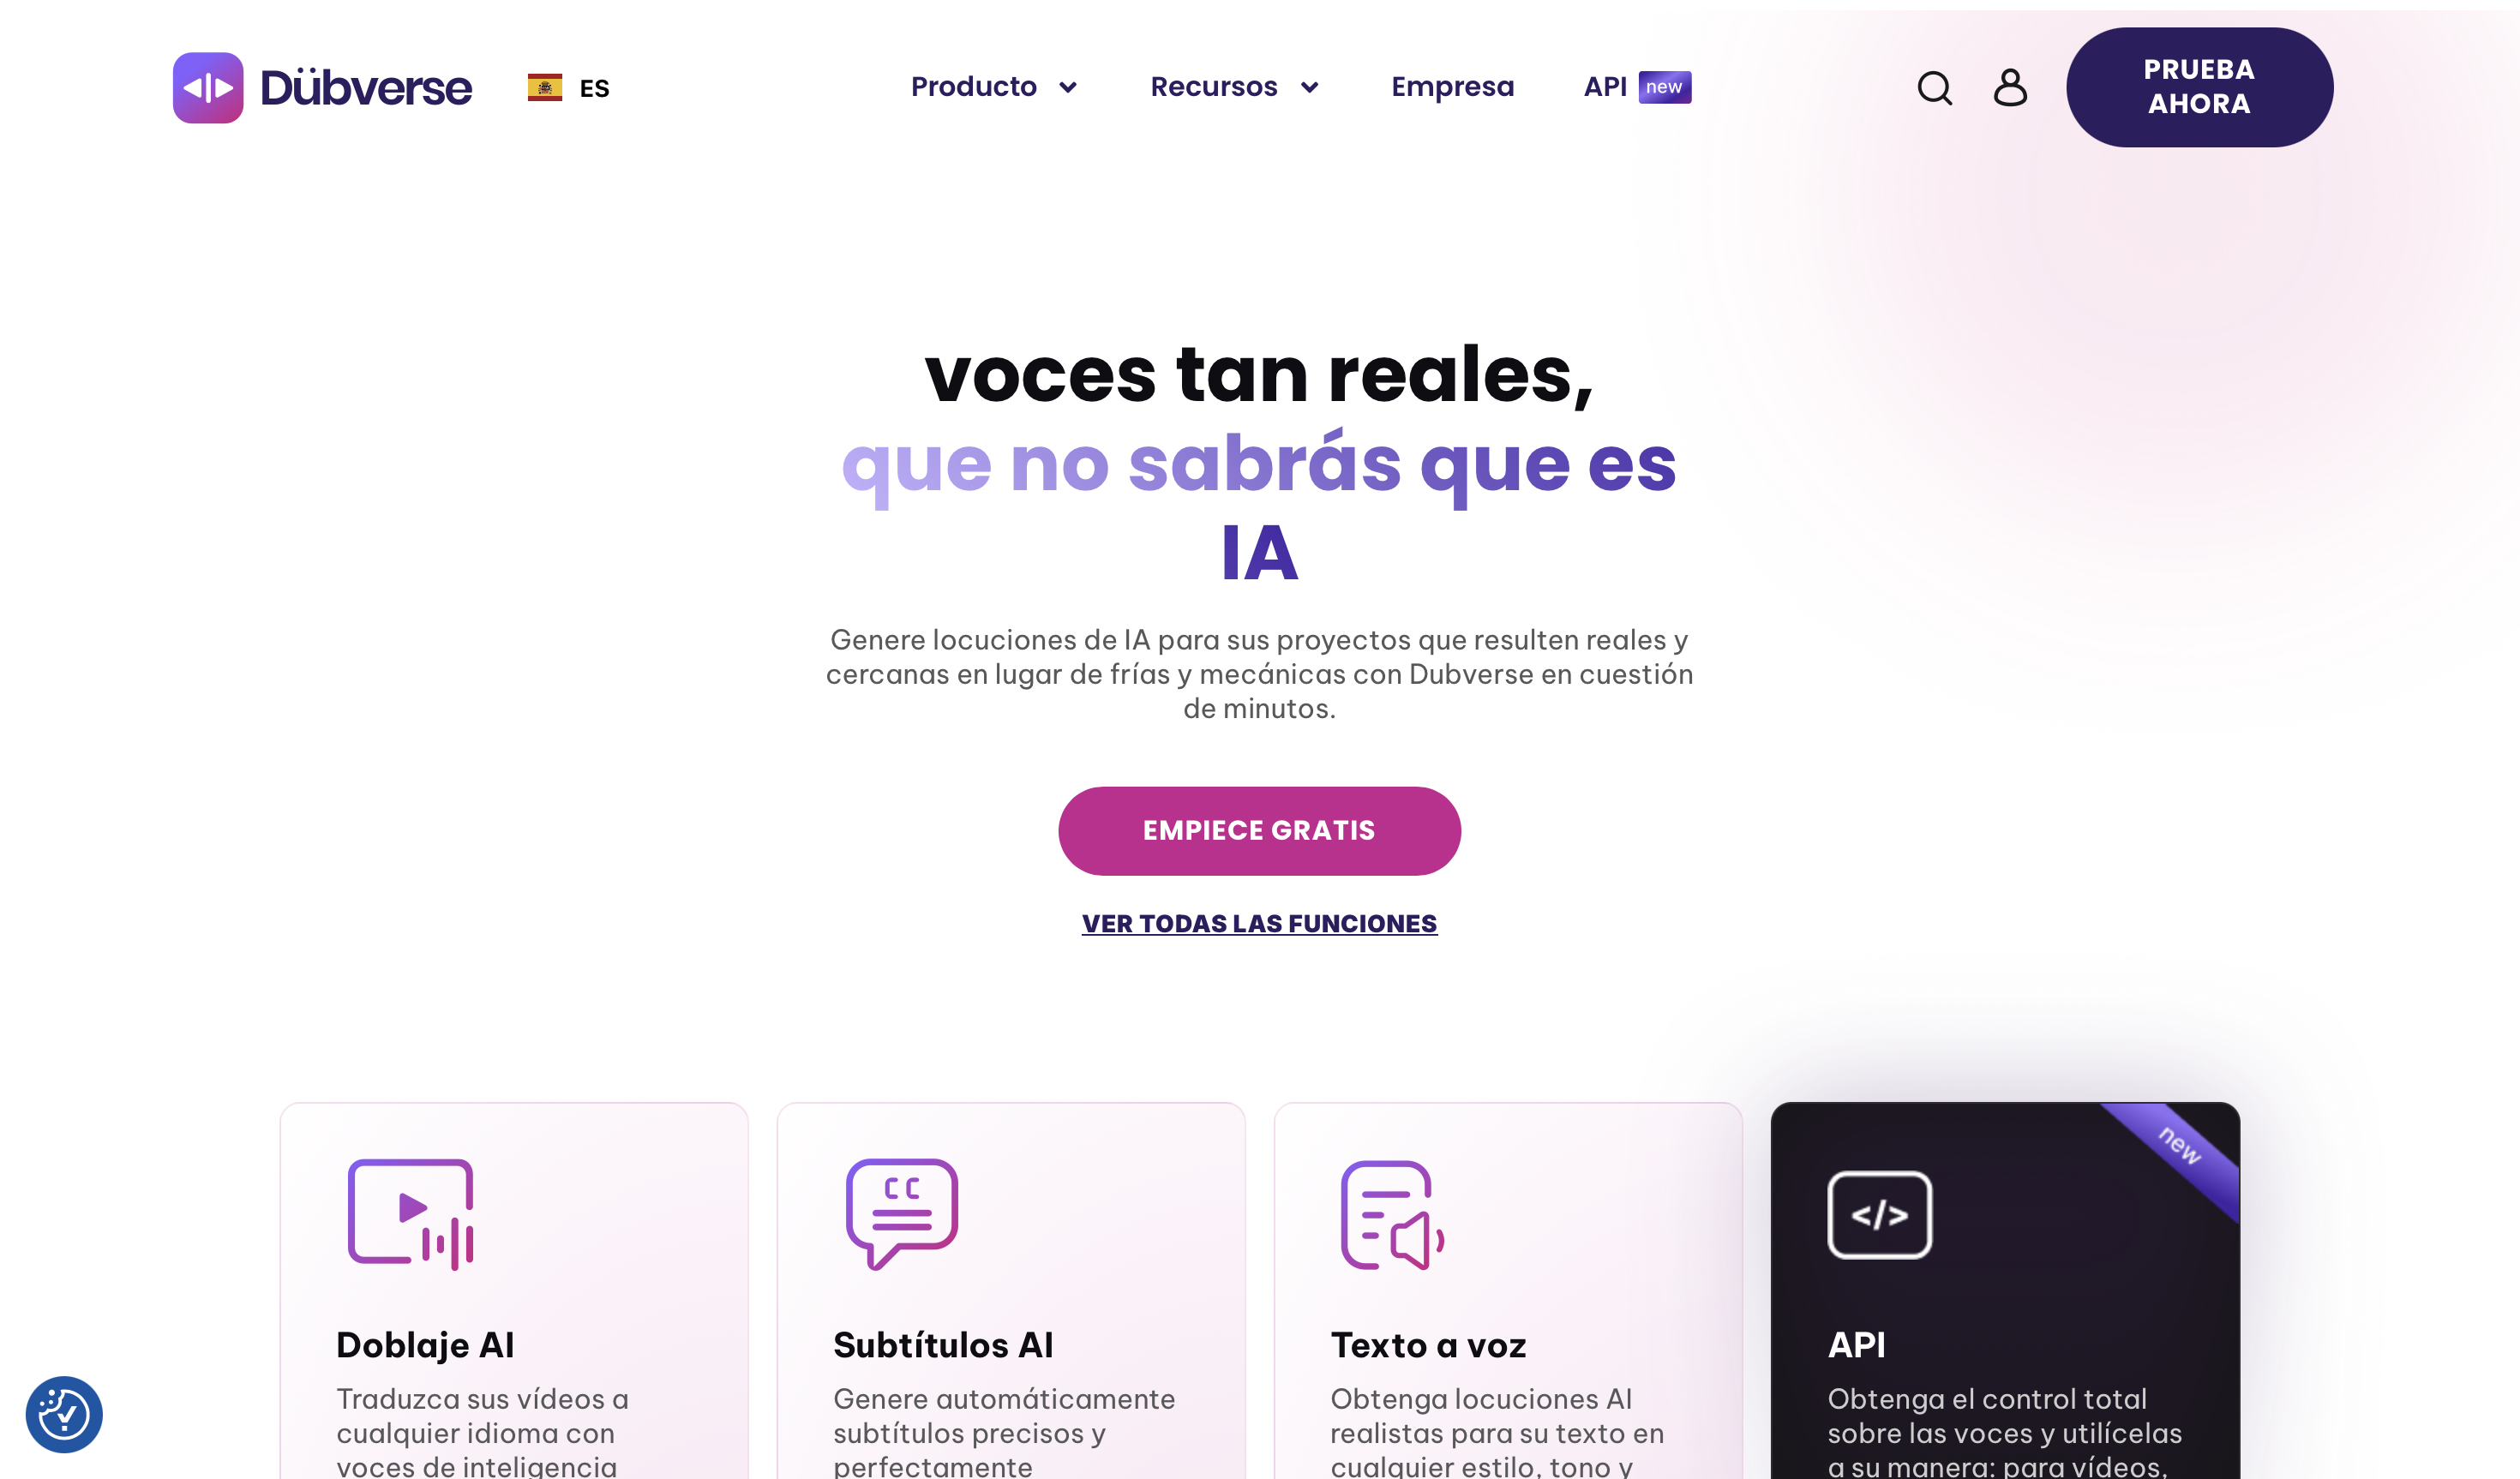 Dübverse
ES
Producto
Recursos
Empresa
API new
PRUEBA
AHORA
voces tan reales,
que no sabrás que es
IA
Genere locuciones de IA para sus proyectos que resulten reales y
cercanas en lugar de frías y mecánicas con Dubverse en cuestión
de minutos.
EMPIECE GRATIS
VER TODAS LAS FUNCIONES
CC
Doblaje AI
Traduzca sus vídeos a
cualquier idioma con
voces de inteligencia
Subtítulos AI
Genere automáticamente
subtítulos precisos y
perfectamente
Texto a voz
Obtenga locuciones AI
realistas para su texto en
cualquier estilo, tono y
new
</>
API
Obtenga el control total
sobre las voces y utilícelas
a su manera: para vídeos,